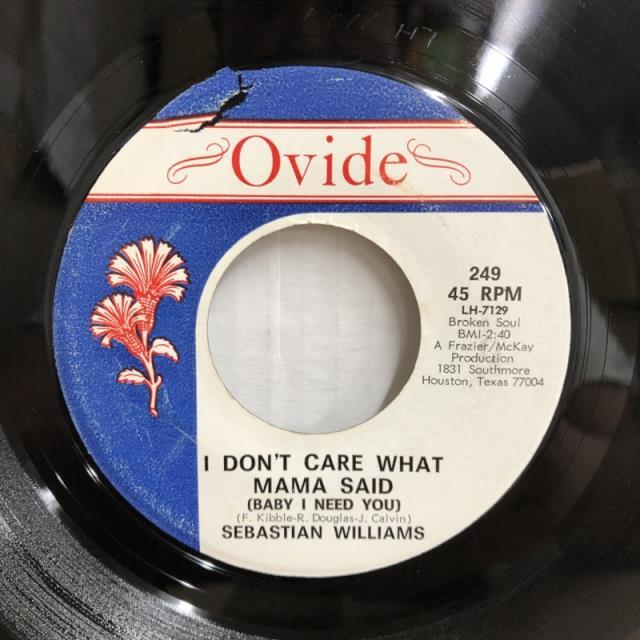 Ovide
249
45 RPM
LH-7129
Broken Soul
BMI-2:40
A Frazier/McKay
Production
1831 Southmore
Houston, Texas 77004
I DON'T CARE WHAT
MAMA SAID
(BABY I NEED YOU)
(F. Kibble-R. Douglas-J. Calvin)
SEBASTIAN WILLIAMS